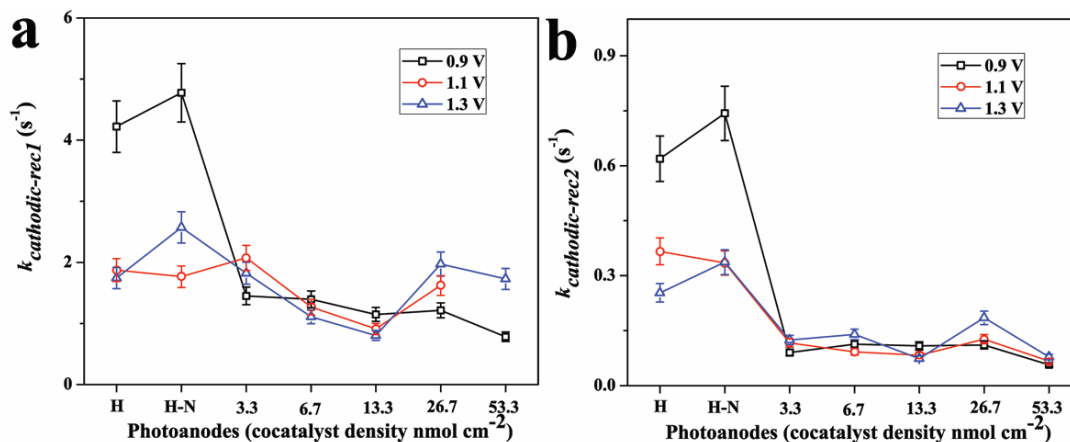 a
6
4
2
0
k cathodic-rec1 (s⁻¹)
0.9 V
1.1 V
1.3 V
H H-N 3.3 6.7 13.3 26.7 53.3
Photoanodes (cocatalyst density nmol cm⁻²)
b
0.9
0.6
0.3
0.0
k cathodic-rec2 (s⁻¹)
0.9 V
1.1 V
1.3 V
H H-N 3.3 6.7 13.3 26.7 53.3
Photoanodes (cocatalyst density nmol cm⁻²)